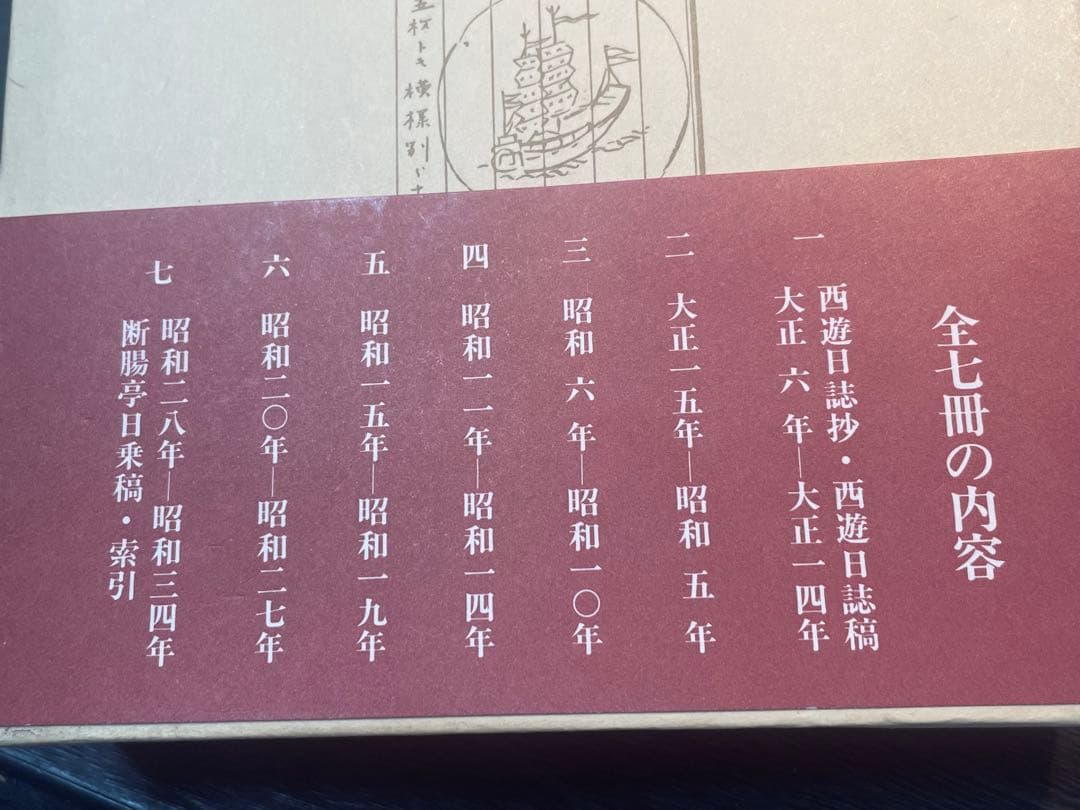 全七冊の内容
一 西遊日誌抄・西遊日誌稿
大正六年―大正一四年
二 大正一五年―昭和五年
三 昭和六年―昭和一〇年
四 昭和一一年―昭和一四年
五 昭和一五年―昭和一九年
六 昭和二〇年―昭和二七年
七 昭和二八年―昭和三四年
断腸亭日乗稿・索引